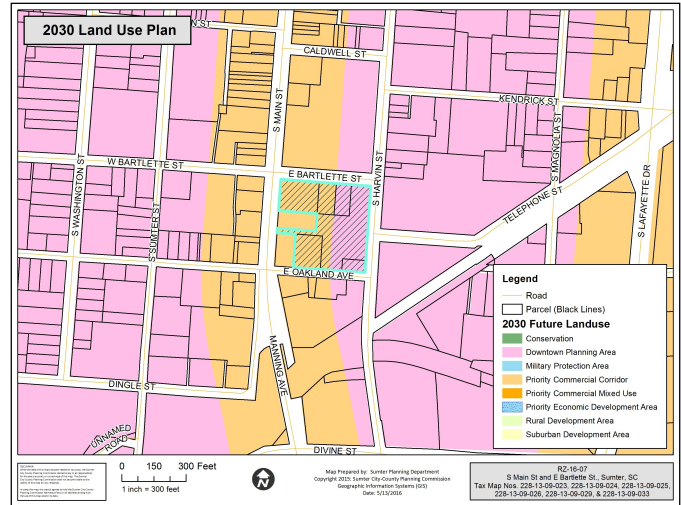 2030 Land Use Plan
N ST
CALDWELL ST
S MAIN ST
KENDRICK ST
S MAGNOLIA ST
W BARTLETTE ST
E BARTLETTE ST
S HARVIN ST
S WASHINGTON ST
S SUMTER ST
TELEPHONE ST
S LAFAYETTE DR
E OAKLAND AVE
MANNING AVE
DINGLE ST
UNNAMED
ROAD
DIVINE ST
Legend
Road
Parcel (Black Lines)
2030 Future Landuse
Conservation
Downtown Planning Area
Military Protection Area
Priority Commercial Corridor
Priority Commercial Mixed Use
Priority Economic Development Area
Rural Development Area
Suburban Development Area
0 150 300 Feet
1 inch = 300 feet
N
Map Prepared by: Sumter Planning Department
Copyright 2015: Sumter City-County Planning Commission
Geographic Information Systems (GIS)
Date: 5/13/2016
RZ-16-07
S Main St and E Bartlette St., Sumter, SC
Tax Map Nos. 228-13-09-023, 228-13-09-024, 228-13-09-025,
228-13-09-026, 228-13-09-029, & 228-13-09-033